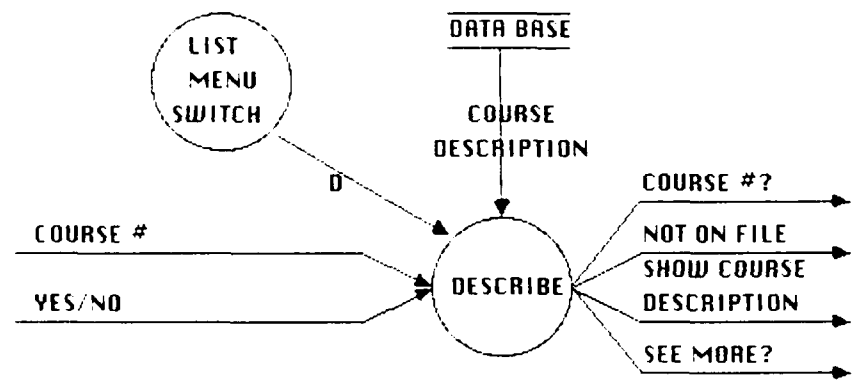 LIST
MENU
SWITCH
DATA BASE
COURSE
DESCRIPTION
D
COURSE #
YES/NO
DESCRIBE
COURSE #?
NOT ON FILE
SHOW COURSE
DESCRIPTION
SEE MORE?